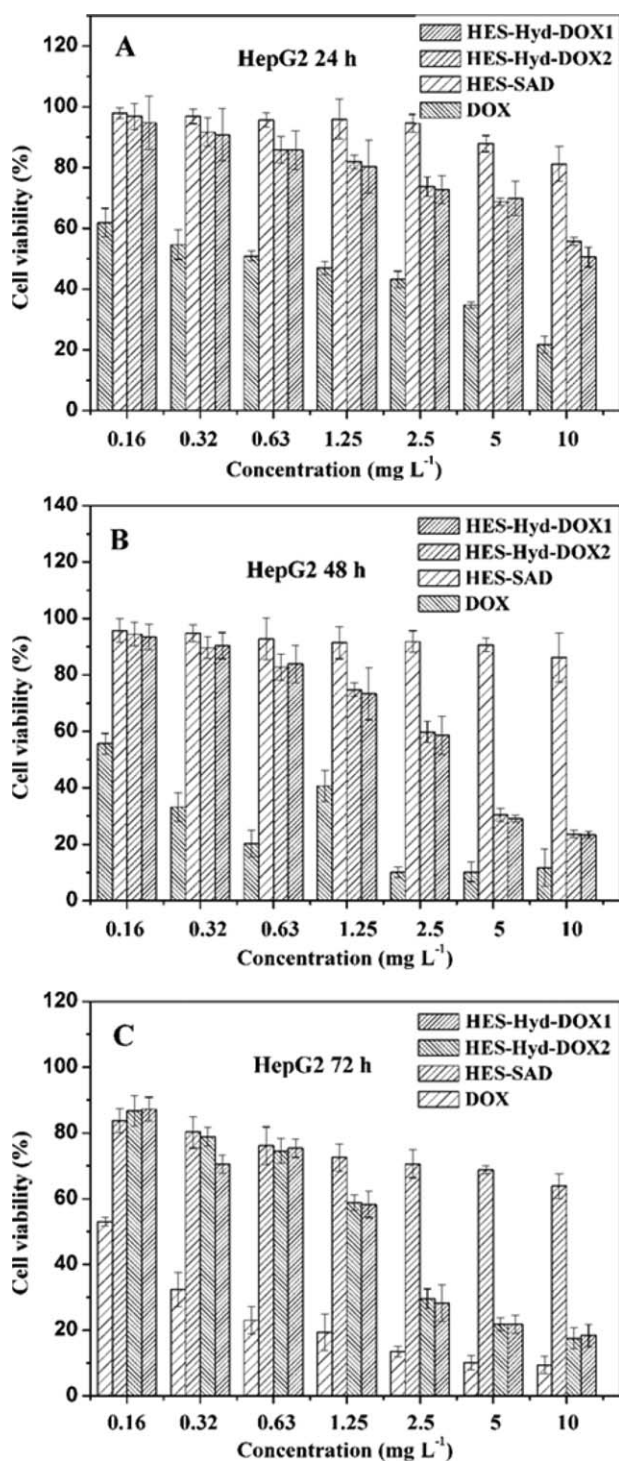 A
HepG2 24 h
HES-Hyd-DOX1
HES-Hyd-DOX2
HES-SAD
DOX
Cell viability (%)
120
100
80
60
40
20
0
0.16 0.32 0.63 1.25 2.5 5 10
Concentration (mg L⁻¹)
B
HepG2 48 h
HES-Hyd-DOX1
HES-Hyd-DOX2
HES-SAD
DOX
Cell viability (%)
140
120
100
80
60
40
20
0
0.16 0.32 0.63 1.25 2.5 5 10
Concentration (mg L⁻¹)
C
HepG2 72 h
HES-Hyd-DOX1
HES-Hyd-DOX2
HES-SAD
DOX
Cell viability (%)
120
100
80
60
40
20
0
0.16 0.32 0.63 1.25 2.5 5 10
Concentration (mg L⁻¹)